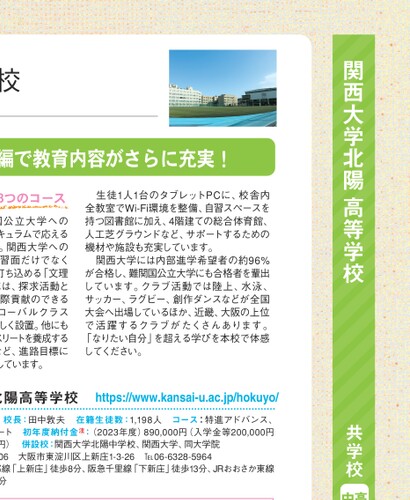 校
編で教育内容がさらに充実！
3つのコース
国公立大学への
キュラムで応える
。関西大学への
習面だけでなく
打ち込める「文理
は、探求活動と
際貢献のできる
ローバルクラス
しく設置。他にも
スリートを養成する
ど、進路目標に
しています。
生徒1人1台のタブレットPCに、校舎内
全教室でWi-Fi環境を整備、自習スペースを
持つ図書館に加え、4階建ての総合体育館、
人工芝グラウンドなど、サポートするための
機材や施設も充実しています。
関西大学には内部進学希望者の約96%
が合格し、難関国公立大学にも合格者を輩出
しています。クラブ活動では陸上、水泳、
サッカー、ラグビー、創作ダンスなどが全国
大会へ出場しているほか、近畿、大阪の上位
で活躍するクラブがたくさんあります。
「なりたい自分」を超える学びを本校で体感
してください。
北陽高等学校 https://www.kansai-u.ac.jp/hokuyo/
校長：田中敦夫 在籍生徒数：1,198人 コース：特進アドバンス、
ート 初年度納付金：（2023年度）890,000円（入学金等200,000
円） 併設校：関西大学北陽中学校、関西大学、同大学院
06 大阪市東淀川区上新庄1-3-26 ℡06-6328-5964
線「上新庄」徒歩8分、阪急千里線「下新庄」徒歩13分、JRおおさか東線
分
関西大学北陽 高等学校
共学校
高
中